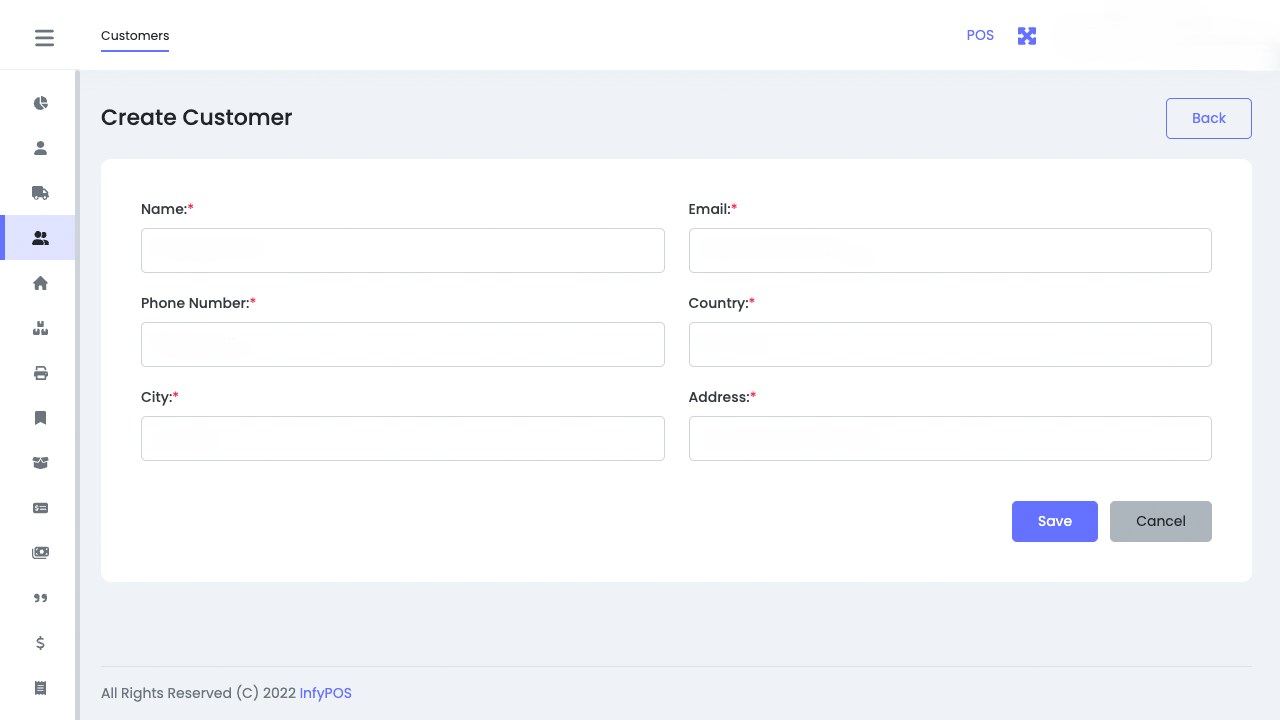 Customers
POS
Create Customer
Back
Name:*
Email:*
Phone Number:*
Country:*
City:*
Address:*
Save
Cancel
All Rights Reserved (C) 2022 InfyPOS